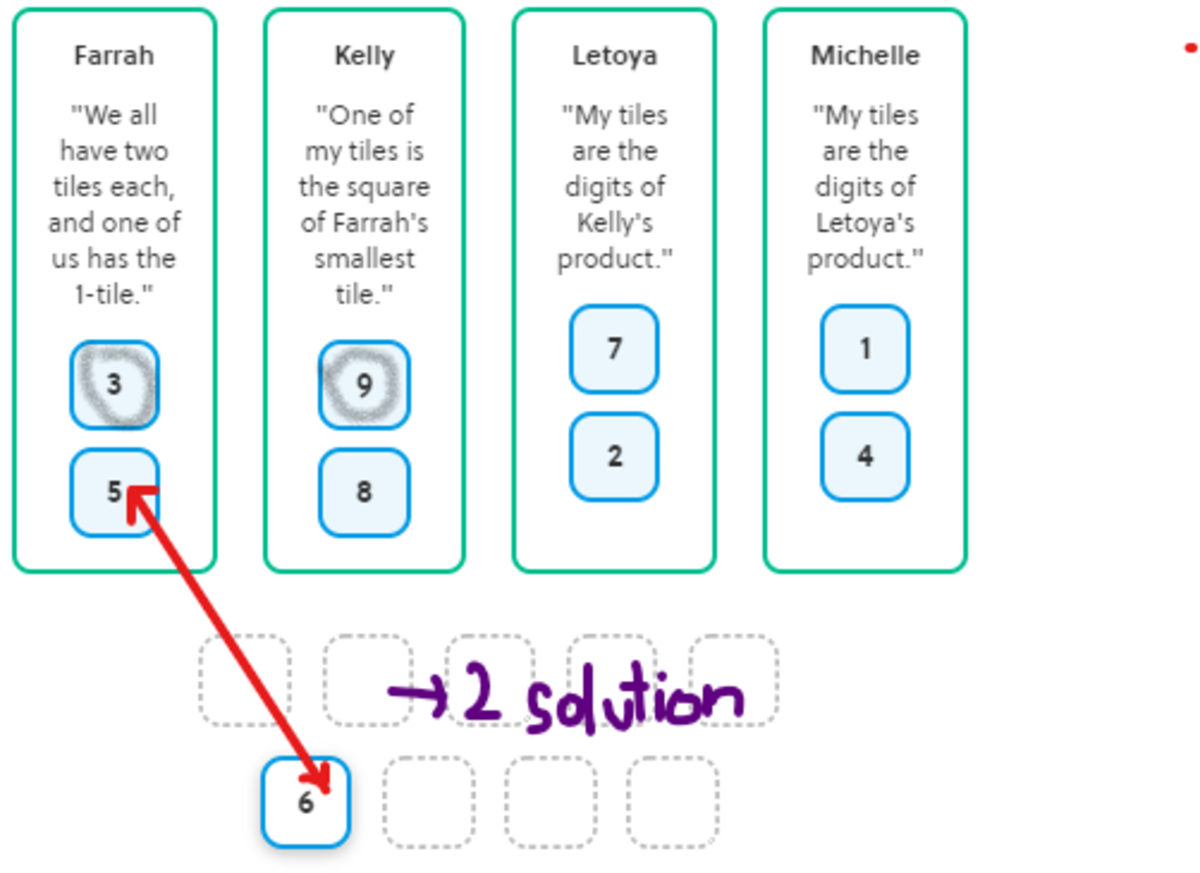 Farrah
"We all
have two
tiles each,
and one of
us has the
1-tile."
3
5
Kelly
"One of
my tiles is
the square
of Farrah's
smallest
tile."
9
8
Letoya
"My tiles
are the
digits of
Kelly's
product."
7
2
Michelle
"My tiles
are the
digits of
Letoya's
product."
1
4
→ 2 solution
6